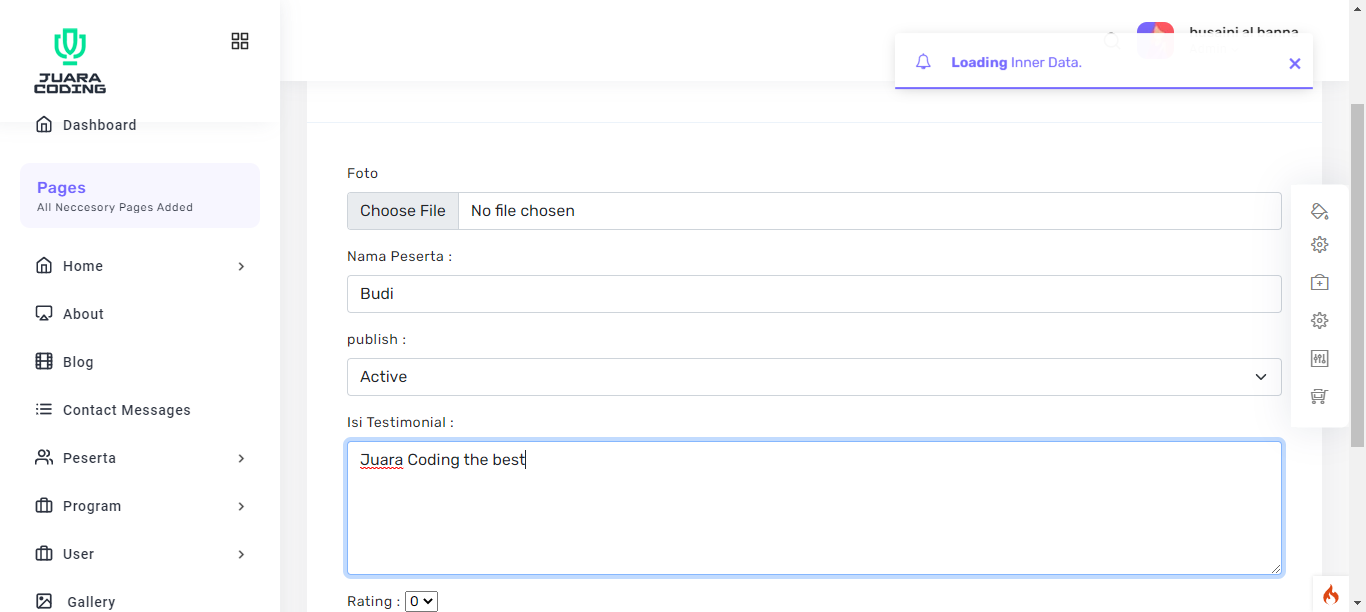 JUARA
CODING
Dashboard
Pages
All Neccesory Pages Added
Home
About
Blog
Contact Messages
Peserta
Program
User
Gallery
husaini al banna
Loading Inner Data.
Foto
Choose File No file chosen
Nama Peserta :
Budi
publish :
Active
Isi Testimonial :
Juara Coding the best
Rating : 0